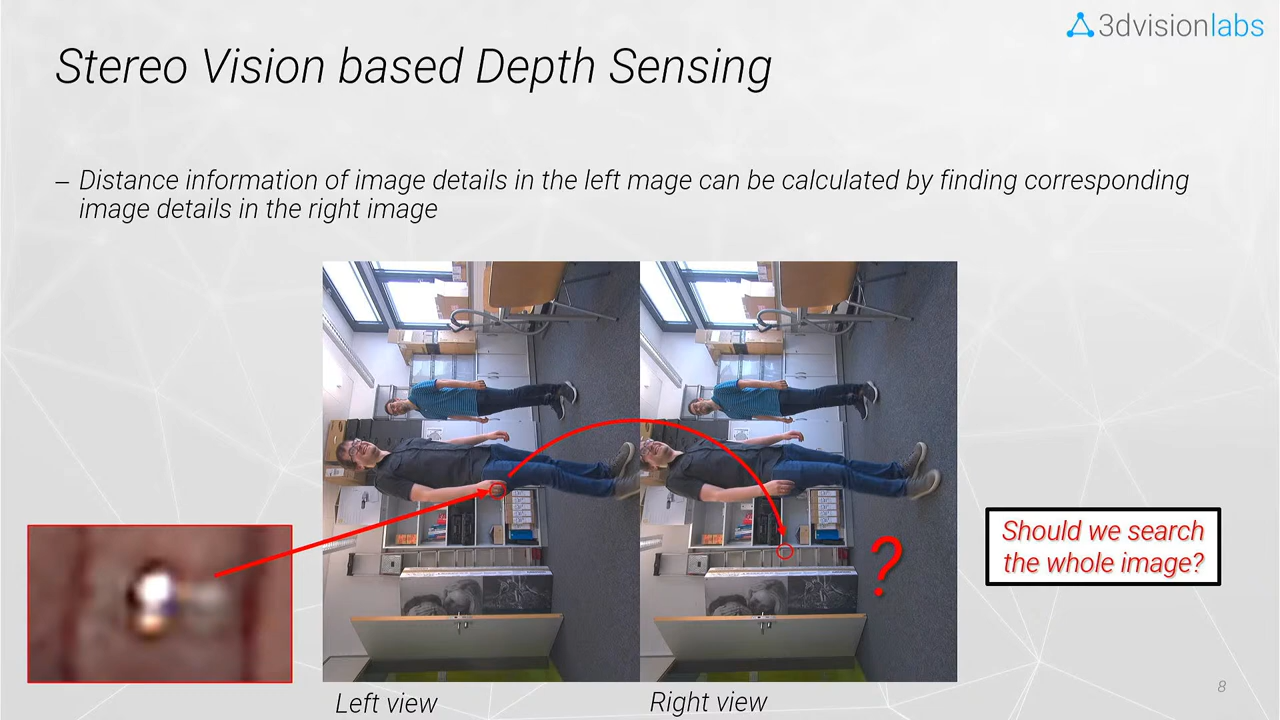 3dvisionlabs
Stereo Vision based Depth Sensing
– Distance information of image details in the left mage can be calculated by finding corresponding
image details in the right image
?
Should we search
the whole image?
Left view
Right view
8